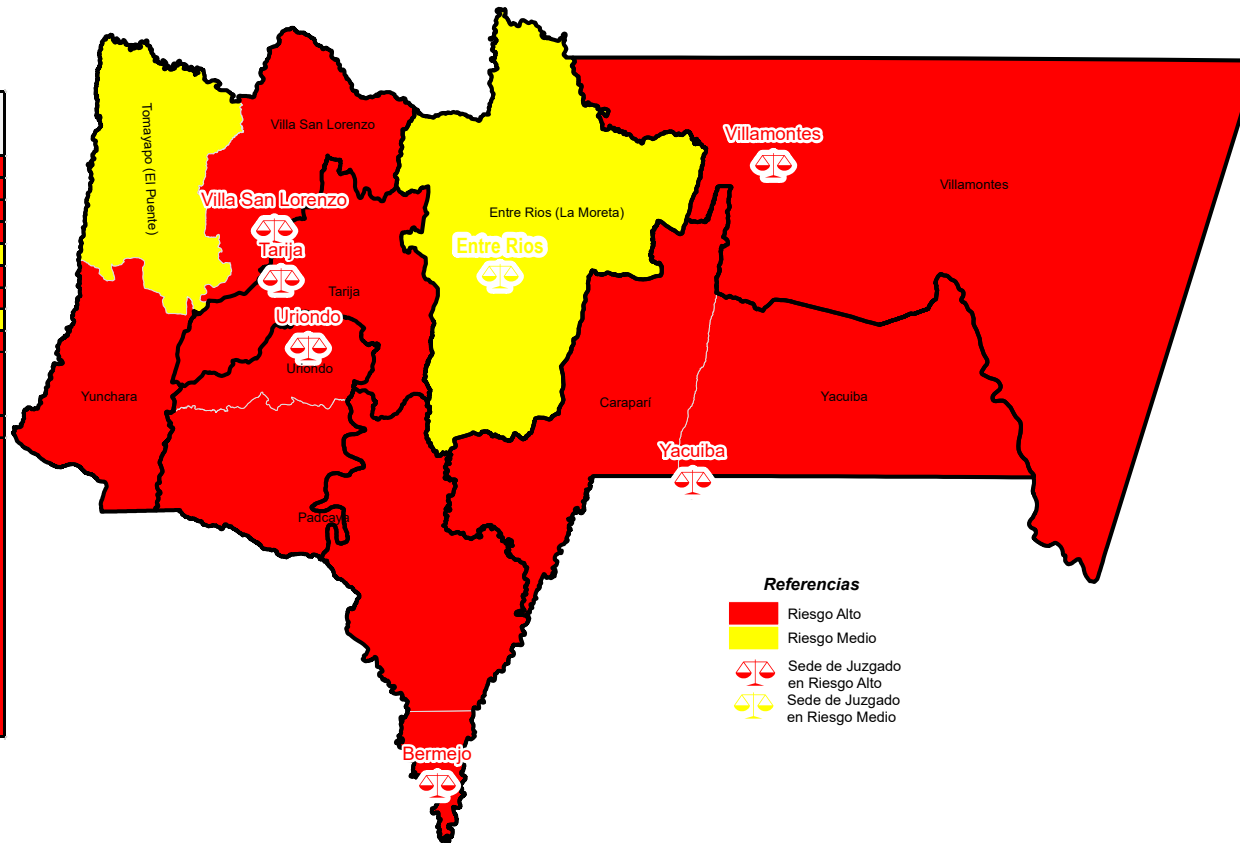 Tomayapo (El Puente)
Villa San Lorenzo
Villamontes
Villamontes
Villa San Lorenzo
Entre Rios (La Moreta)
Tarija
Entre Rios
Tarija
Uriondo
Uriondo
Yunchara
Caraparí
Yacuiba
Yacuiba
Padcaya
Referencias
Riesgo Alto
Riesgo Medio
Sede de Juzgado
en Riesgo Alto
Sede de Juzgado
en Riesgo Medio
Bermejo